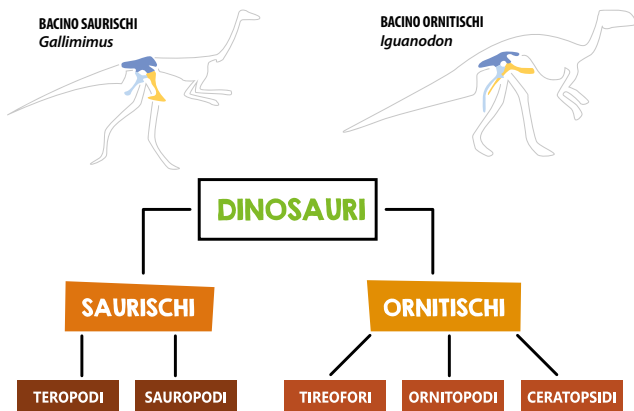 BACINO SAURISCHI
Gallimimus
BACINO ORNITISCHI
Iguanodon
DINOSAURI
SAURISCHI
ORNITISCHI
TEROPODI
SAUROPODI
TIREOFORI
ORNITOPODI
CERATOPSIDI